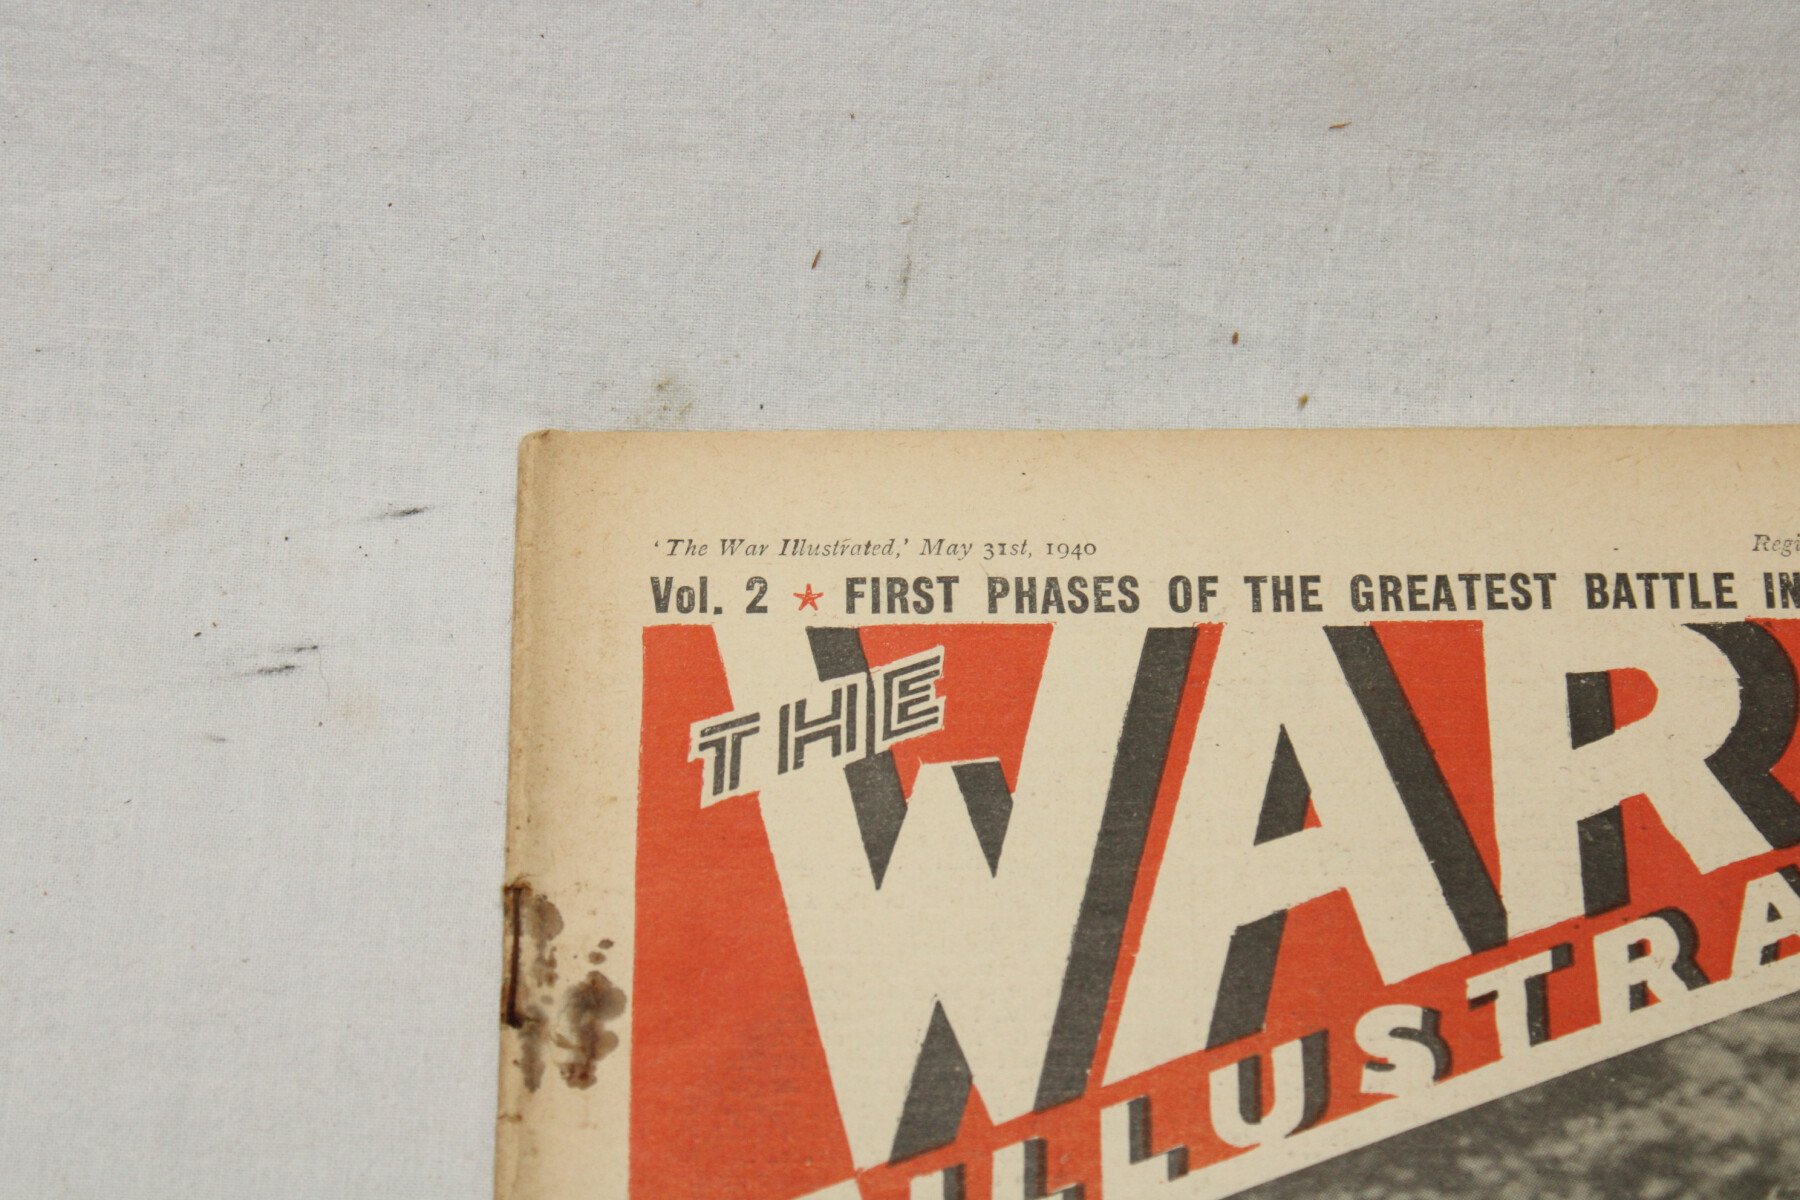 'The War Illustrated,' May 31st, 1940
Vol. 2 ★ FIRST PHASES OF THE GREATEST BATTLE IN
THE
WAR
ILLUSTRA